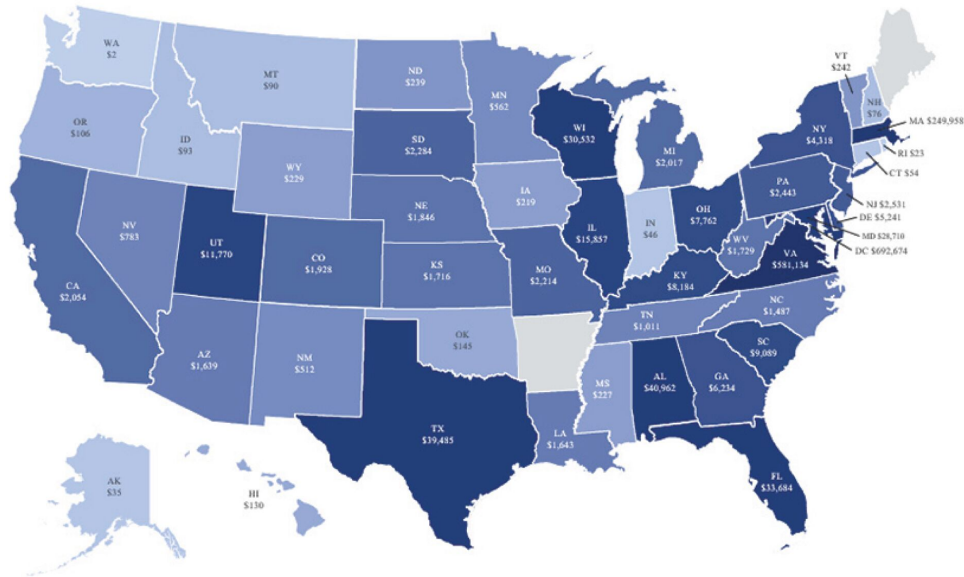 WA
$2
OR
$106
CA
$2,054
NV
$783
ID
$93
MT
$90
WY
$229
UT
$11,770
AZ
$1,639
CO
$1,928
NM
$512
ND
$239
SD
$2,284
NE
$1,846
KS
$1,716
OK
$145
TX
$39,485
MN
$562
IA
$219
MO
$2,214
LA
$1,643
WI
$30,532
IL
$15,857
MI
$2,017
IN
$46
OH
$7,762
KY
$8,184
TN
$1,011
MS
$227
AL
$40,962
GA
$6,234
FL
$33,684
SC
$9,089
NC
$1,487
VA
$581,134
WV
$1,729
PA
$2,443
NY
$4,318
VT
$242
NH
$76
MA $249,958
RI $23
CT $54
NJ $2,531
DE $5,241
MD $28,710
DC $692,674
AK
$35
HI
$130